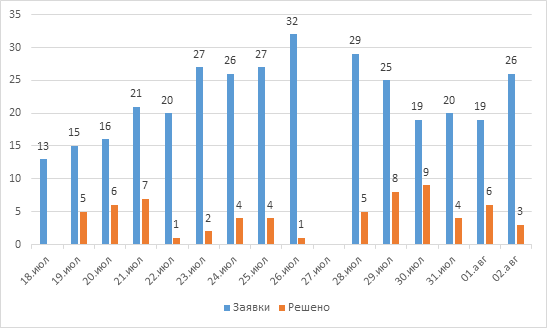 35
30
25
20
15
10
5
0
13 15 5 16 6 21 7 20 1 27 2 26 4 27 4 32 1 29 5 25 8 19 9 20 4 19 6 26 3
18.июл 19.июл 20.июл 21.июл 22.июл 23.июл 24.июл 25.июл 26.июл 27.июл 28.июл 29.июл 30.июл 31.июл 01.авг 02.авг
Заявки Решено